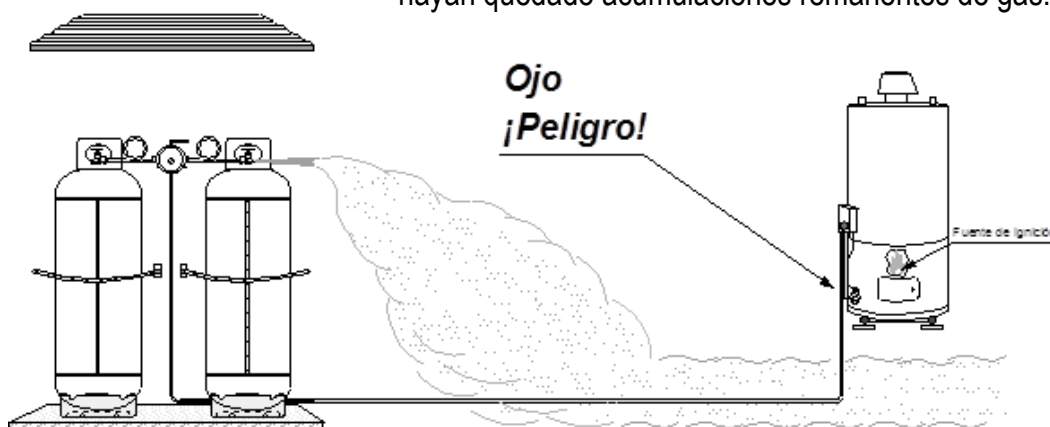 hayan quedado acumulaciones remanentes de gas.
Ojo
¡Peligro!
Fuente de Ignició